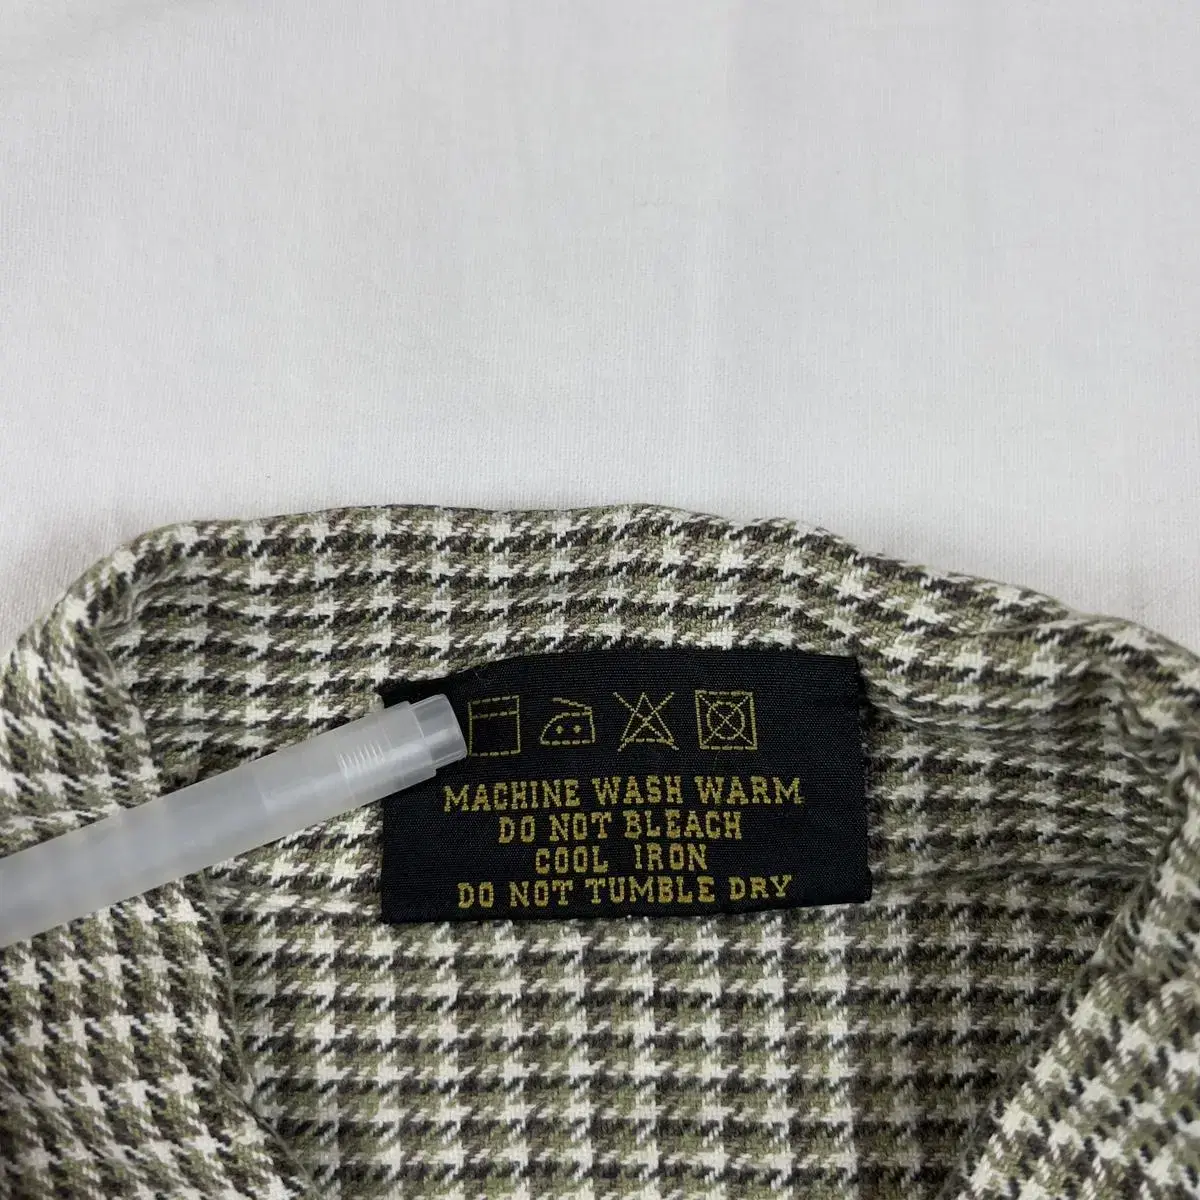 MACHINE WASH WARM
DO NOT BLEACH
COOL IRON
DO NOT TUMBLE DRY